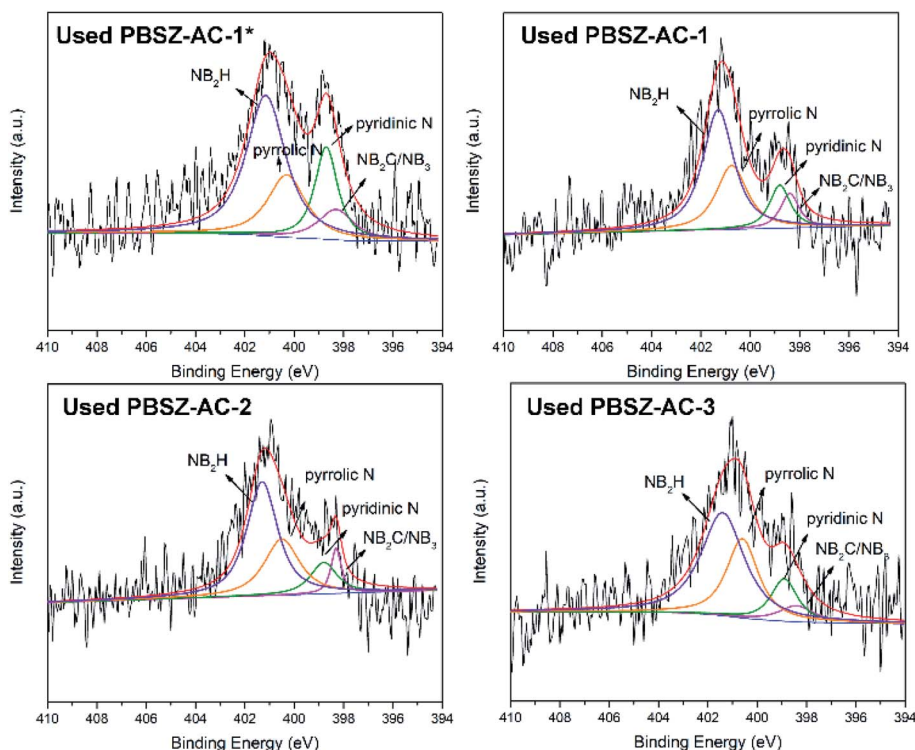 Used PBSZ-AC-1*
NB₂H
pyridinic N
pyrrolic N
NB₂C/NB₃
Intensity (a.u.)
410 408 406 404 402 400 398 396 394
Binding Energy (eV)
Used PBSZ-AC-1
NB₂H
pyrrolic N
pyridinic N
NB₂C/NB₃
Intensity (a.u.)
410 408 406 404 402 400 398 396 394
Binding Energy (eV)
Used PBSZ-AC-2
NB₂H
pyrrolic N
pyridinic N
NB₂C/NB₃
Intensity (a.u.)
410 408 406 404 402 400 398 396 394
Binding Energy (eV)
Used PBSZ-AC-3
NB₂H
pyrrolic N
pyridinic N
NB₂C/NB₃
Intensity (a.u.)
410 408 406 404 402 400 398 396 394
Binding Energy (eV)